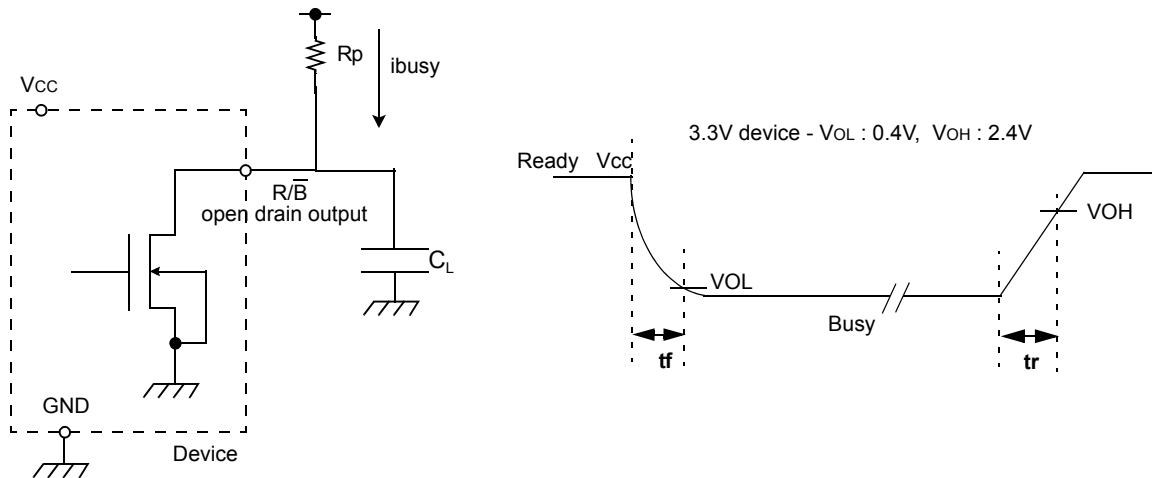 Rp
ibusy
VCC
R/B̅
open drain output
CL
GND
Device
3.3V device - VOL : 0.4V, VOH : 2.4V
Ready Vcc
VOH
VOL
Busy
tf
tr